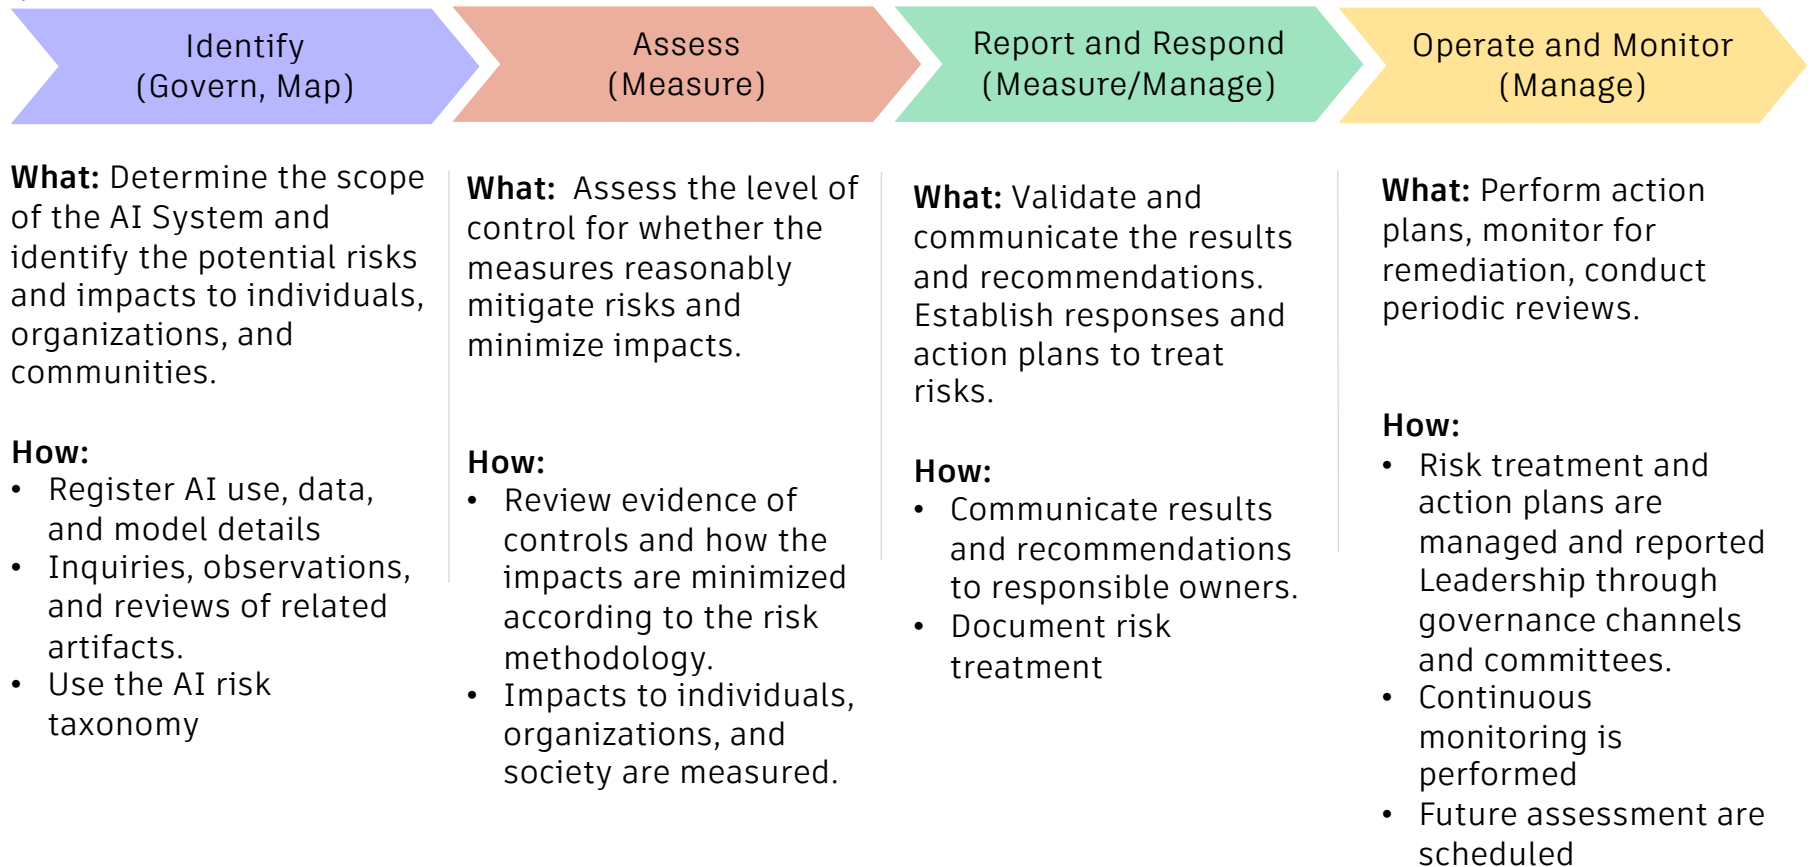 Identify
(Govern, Map)
Assess
(Measure)
Report and Respond
(Measure/Manage)
Operate and Monitor
(Manage)
What: Determine the scope
of the AI System and
identify the potential risks
and impacts to individuals,
organizations, and
communities.
How:
• Register AI use, data,
and model details
• Inquiries, observations,
and reviews of related
artifacts.
• Use the AI risk
taxonomy
What: Assess the level of
control for whether the
measures reasonably
mitigate risks and
minimize impacts.
How:
• Review evidence of
controls and how the
impacts are minimized
according to the risk
methodology.
• Impacts to individuals,
organizations, and
society are measured.
What: Validate and
communicate the results
and recommendations.
Establish responses and
action plans to treat
risks.
How:
• Communicate results
and recommendations
to responsible owners.
• Document risk
treatment
What: Perform action
plans, monitor for
remediation, conduct
periodic reviews.
How:
• Risk treatment and
action plans are
managed and reported
Leadership through
governance channels
and committees.
• Continuous
monitoring is
performed
• Future assessment are
scheduled